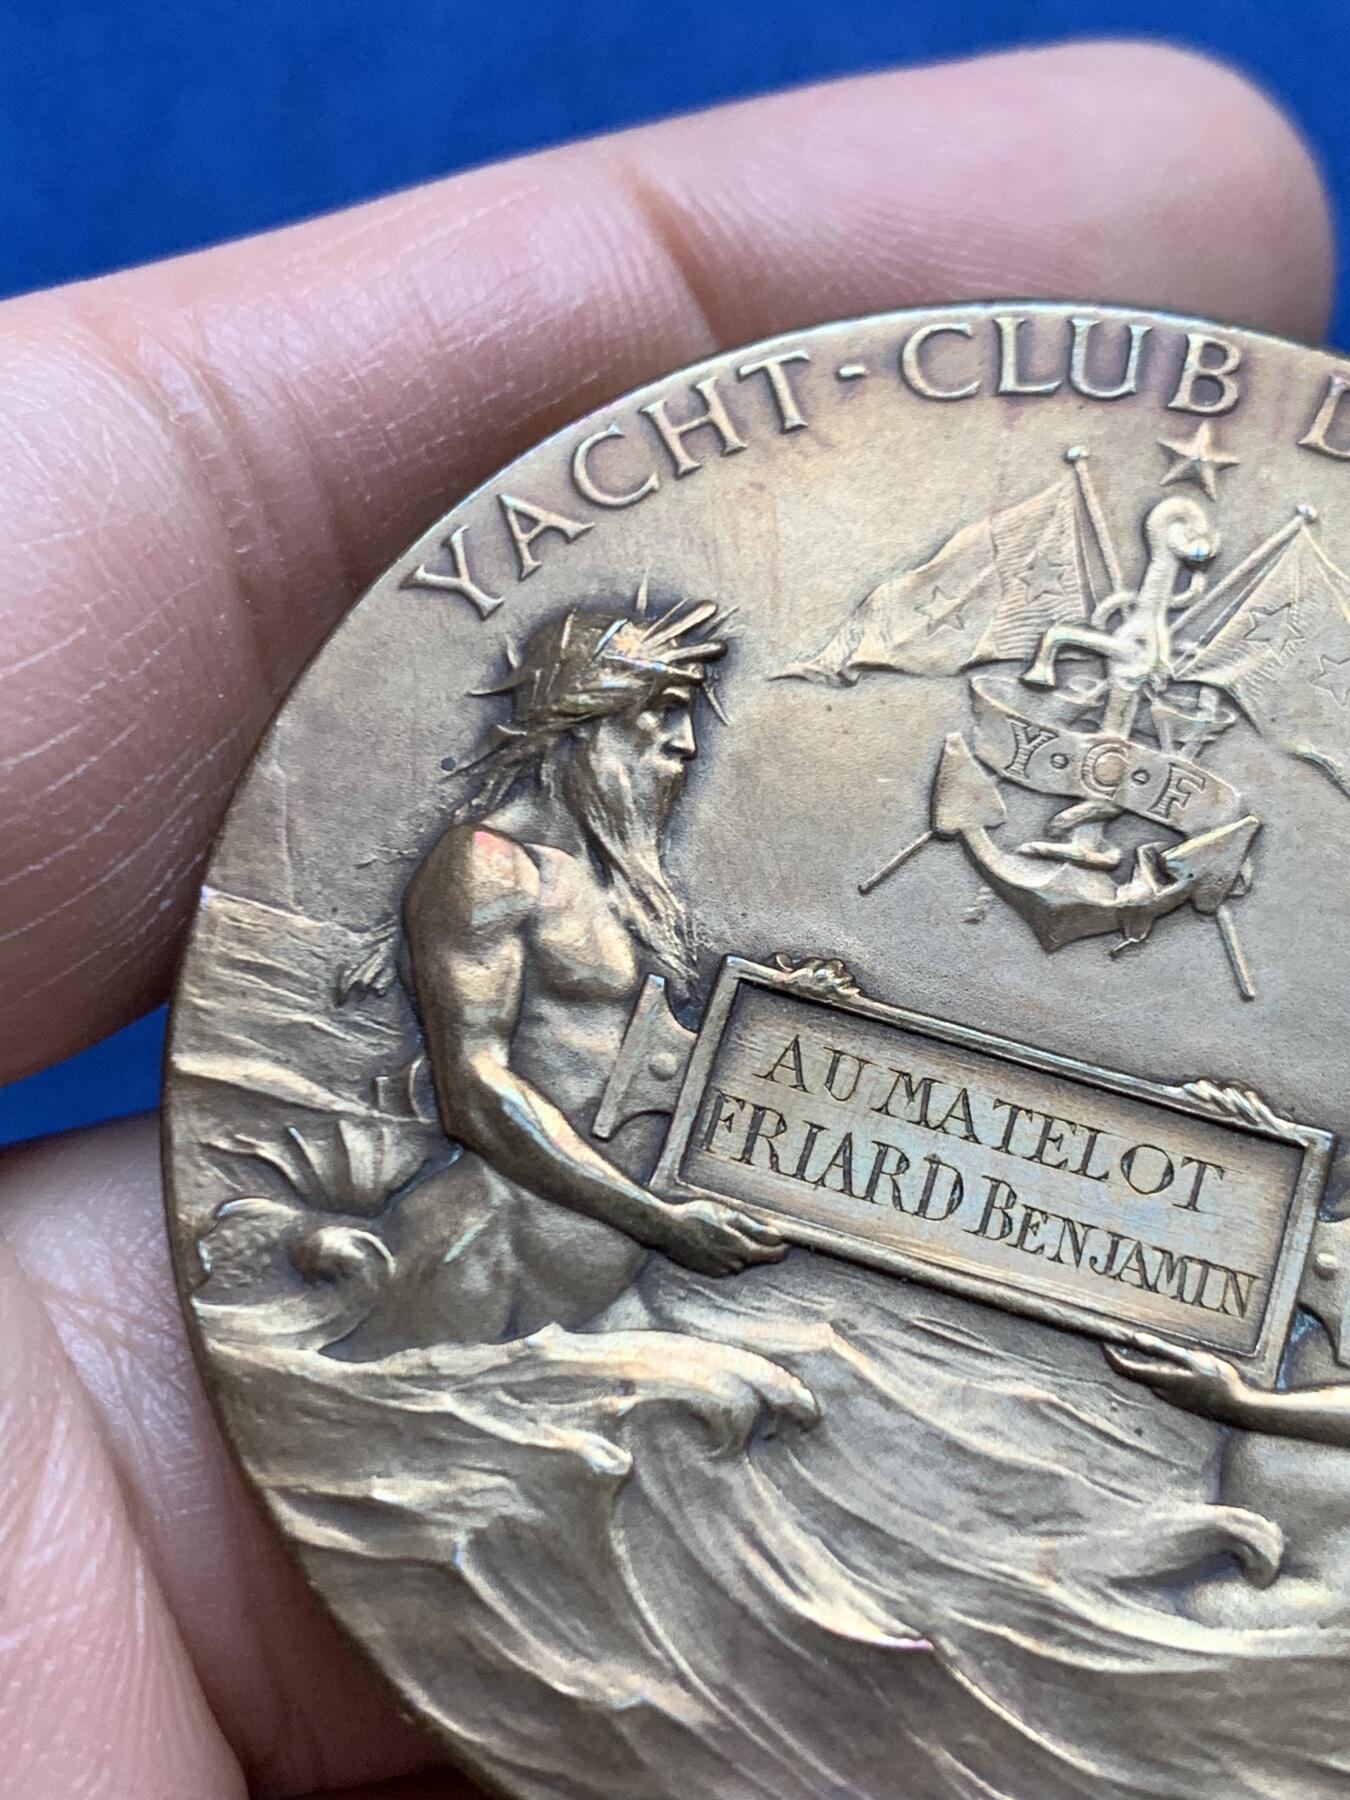 YACHT-CLUB D
Y·C·F
AU MATELOT
FRIARD BENJAMIN